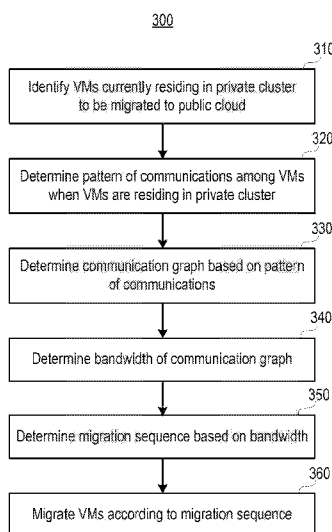 300
310
Identify VMs currently residing in private cluster
to be migrated to public cloud
320
Determine pattern of communications among VMs
when VMs are residing in private cluster
330
Determine communication graph based on pattern
of communications
340
Determine bandwidth of communication graph
350
Determine migration sequence based on bandwidth
360
Migrate VMs according to migration sequence